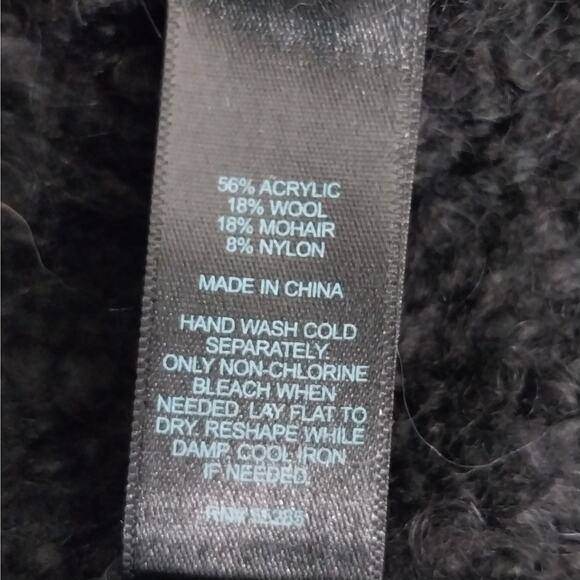 56% ACRYLIC
18% WOOL
18% MOHAIR
8% NYLON
MADE IN CHINA
HAND WASH COLD
SEPARATELY.
ONLY NON-CHLORINE
BLEACH WHEN
NEEDED. LAY FLAT TO
DRY. RESHAPE WHILE
DAMP. COOL IRON
IF NEEDED.
RN#